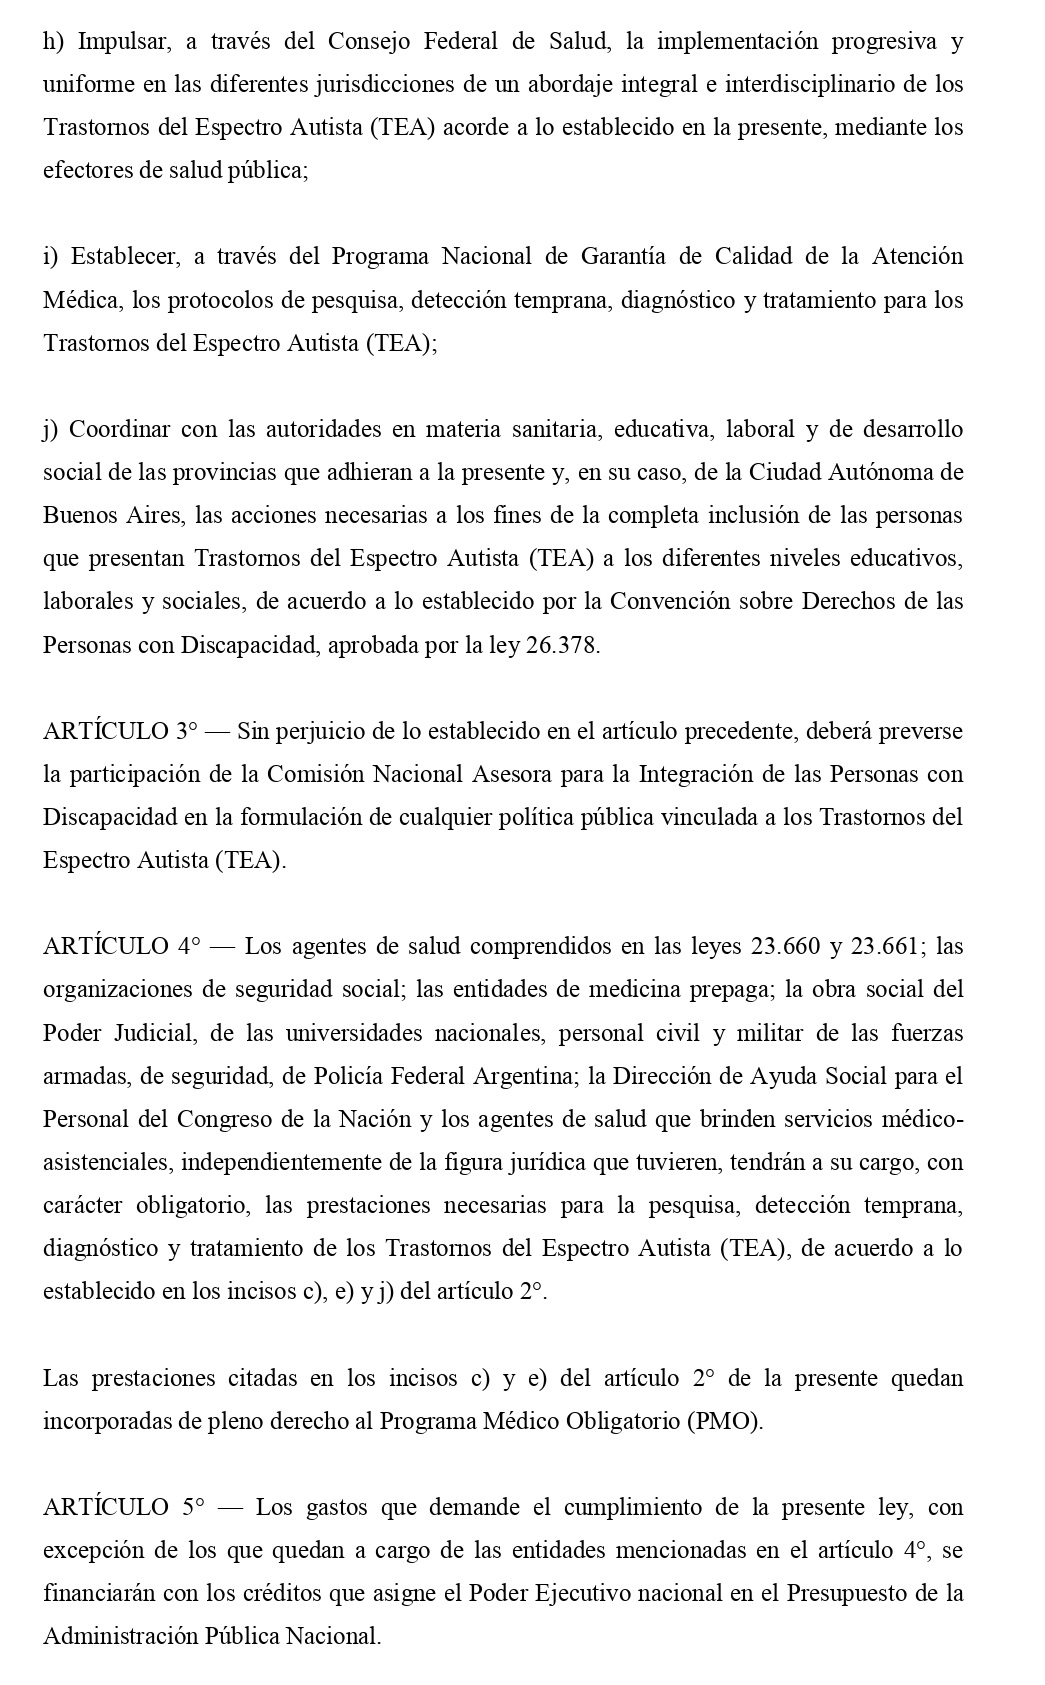 h) Impulsar, a través del Consejo Federal de Salud, la implementación progresiva y
uniforme en las diferentes jurisdicciones de un abordaje integral e interdisciplinario de los
Trastornos del Espectro Autista (TEA) acorde a lo establecido en la presente, mediante los
efectores de salud pública;
i) Establecer, a través del Programa Nacional de Garantía de Calidad de la Atención
Médica, los protocolos de pesquisa, detección temprana, diagnóstico y tratamiento para los
Trastornos del Espectro Autista (TEA);
j) Coordinar con las autoridades en materia sanitaria, educativa, laboral y de desarrollo
social de las provincias que adhieran a la presente y, en su caso, de la Ciudad Autónoma de
Buenos Aires, las acciones necesarias a los fines de la completa inclusión de las personas
que presentan Trastornos del Espectro Autista (TEA) a los diferentes niveles educativos,
laborales y sociales, de acuerdo a lo establecido por la Convención sobre Derechos de las
Personas con Discapacidad, aprobada por la ley 26.378.
ARTÍCULO 3° — Sin perjuicio de lo establecido en el artículo precedente, deberá preverse
la participación de la Comisión Nacional Asesora para la Integración de las Personas con
Discapacidad en la formulación de cualquier política pública vinculada a los Trastornos del
Espectro Autista (TEA).
ARTÍCULO 4° — Los agentes de salud comprendidos en las leyes 23.660 y 23.661; las
organizaciones de seguridad social; las entidades de medicina prepaga; la obra social del
Poder Judicial, de las universidades nacionales, personal civil y militar de las fuerzas
armadas, de seguridad, de Policía Federal Argentina; la Dirección de Ayuda Social para el
Personal del Congreso de la Nación y los agentes de salud que brinden servicios médico-
asistenciales, independientemente de la figura jurídica que tuvieren, tendrán a su cargo, con
carácter obligatorio, las prestaciones necesarias para la pesquisa, detección temprana,
diagnóstico y tratamiento de los Trastornos del Espectro Autista (TEA), de acuerdo a lo
establecido en los incisos c), e) y j) del artículo 2°.
Las prestaciones citadas en los incisos c) y e) del artículo 2° de la presente quedan
incorporadas de pleno derecho al Programa Médico Obligatorio (PMO).
ARTÍCULO 5° — Los gastos que demande el cumplimiento de la presente ley, con
excepción de los que quedan a cargo de las entidades mencionadas en el artículo 4°, se
financiarán con los créditos que asigne el Poder Ejecutivo nacional en el Presupuesto de la
Administración Pública Nacional.